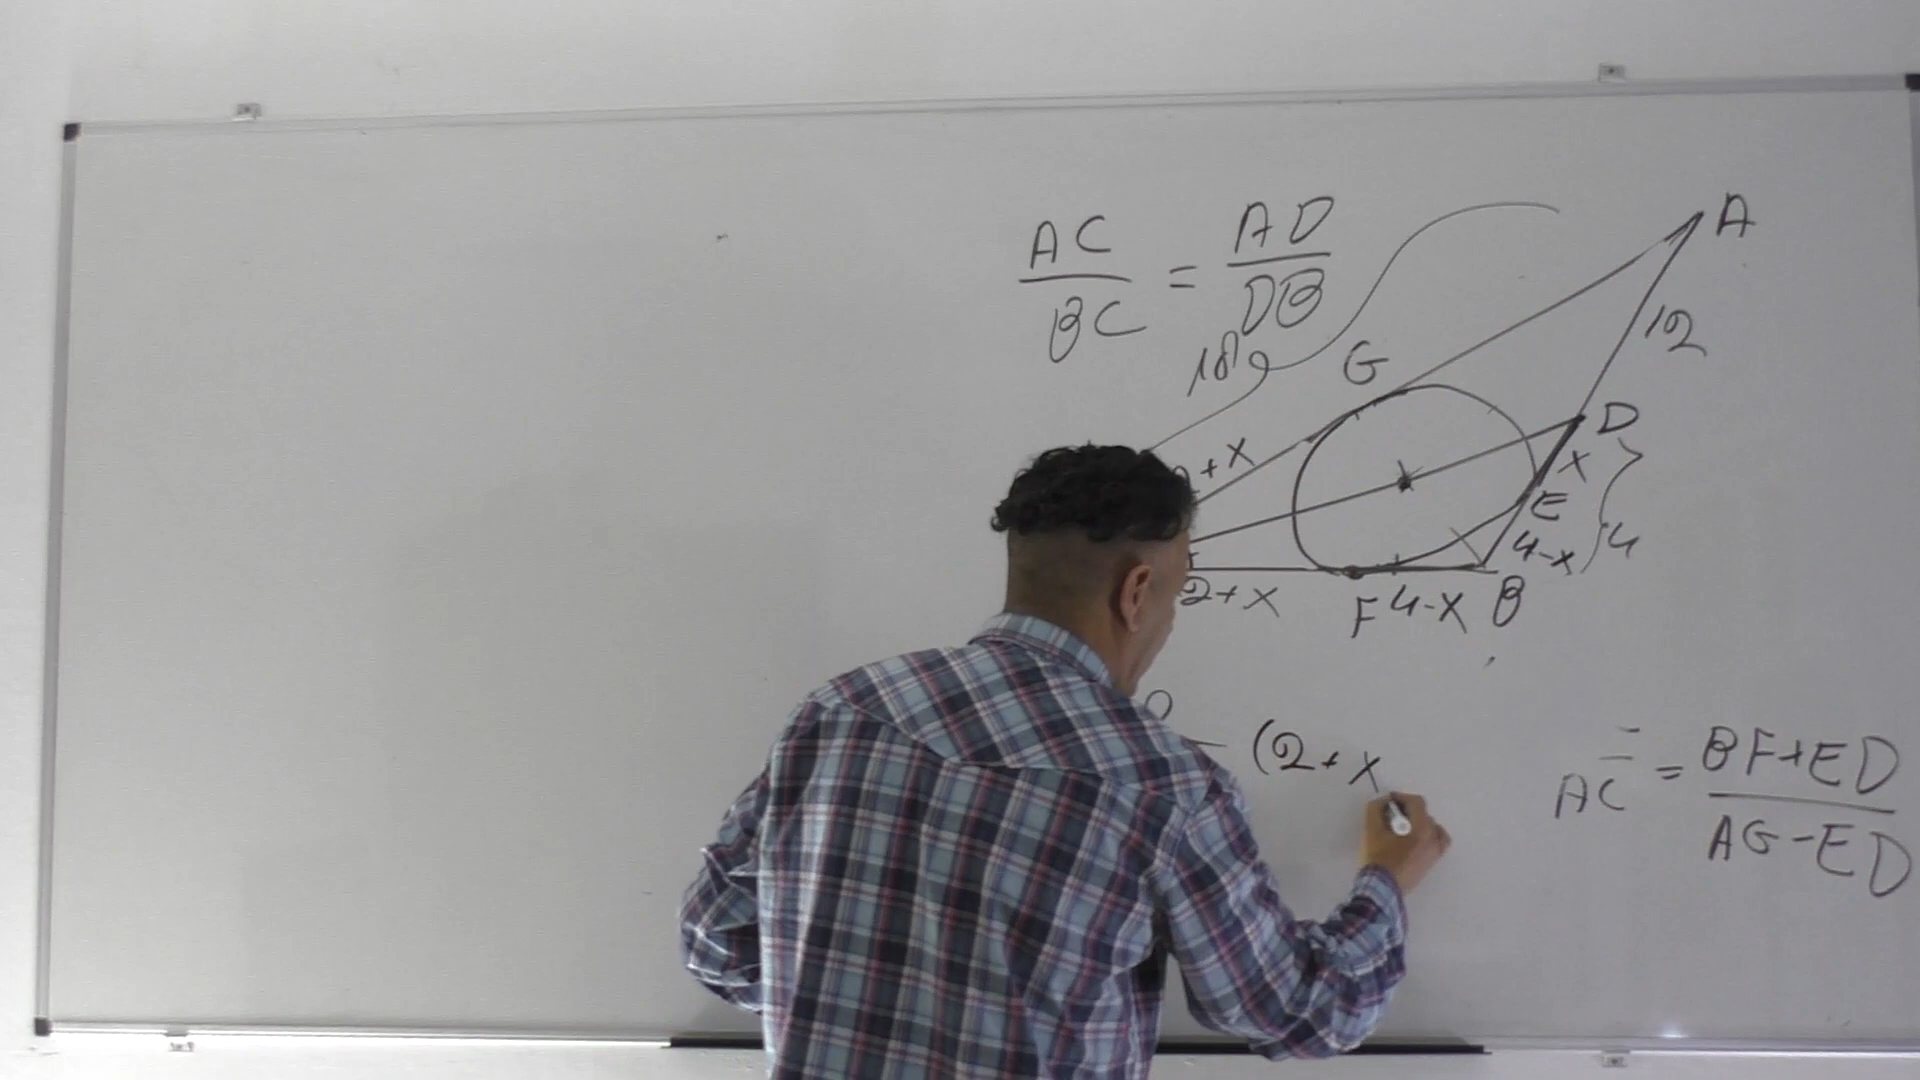 AC/BC = AD/DB
A
12
18
G
D
2+x
x
E
4-x
4
2+x
F
4-x
B
(2+x
AC = BF+ED/AG-ED